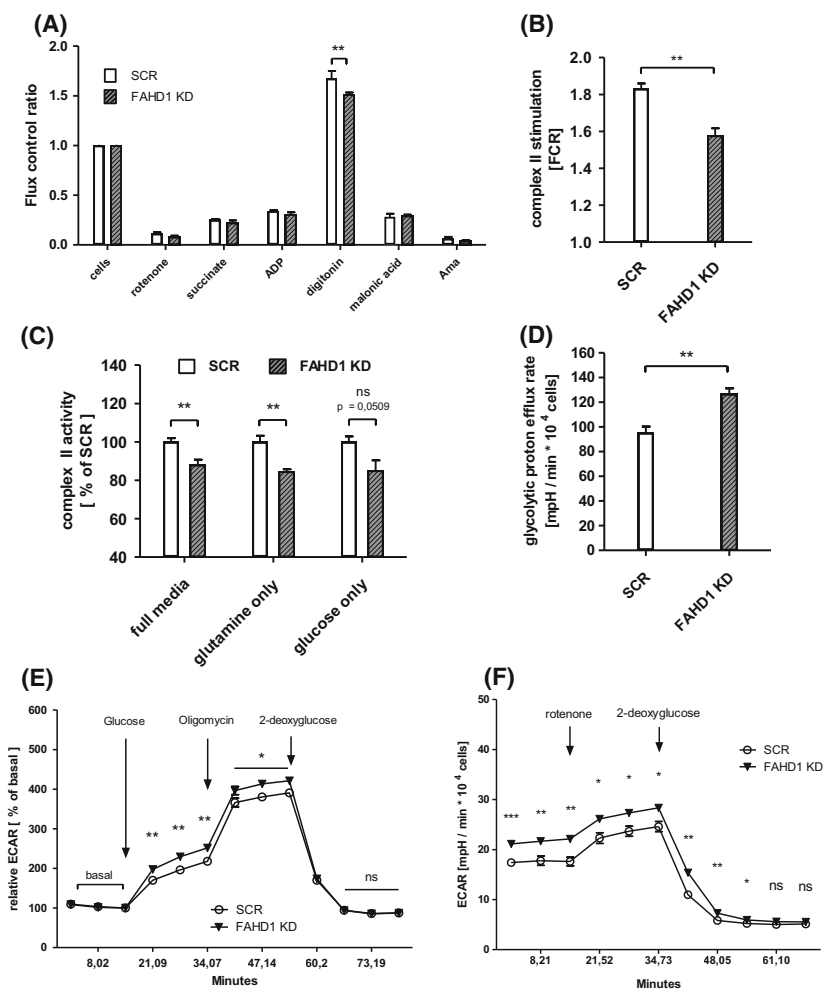 (A)
Flux control ratio
2.0
1.5
1.0
0.5
0.0
SCR
FAHD1 KD
**
cells
rotenone
succinate
ADP
digitonin
malonic acid
Ama
(B)
complex II stimulation
[FCR]
2.0
1.8
1.6
1.4
1.2
1.0
**
SCR
FAHD1 KD
(C)
complex II activity
[ % of SCR ]
140
120
100
80
60
40
SCR
FAHD1 KD
**
**
ns
p = 0,0509
full media
glutamine only
glucose only
(D)
glycolytic proton efflux rate
[mpH / min * 10^4 cells]
160
140
120
100
80
60
40
20
0
**
SCR
FAHD1 KD
(E)
relative ECAR [ % of basal ]
600
500
400
300
200
100
0
Glucose
Oligomycin
2-deoxyglucose
basal
**
**
**
*
ns
SCR
FAHD1 KD
8,02
21,09
34,07
47,14
60,2
73,19
Minutes
(F)
ECAR [mpH / min * 10^4 cells]
50
40
30
20
10
0
rotenone
2-deoxyglucose
SCR
FAHD1 KD
***
**
**
*
*
*
**
**
*
ns
ns
8,21
21,52
34,73
48,05
61,10
Minutes